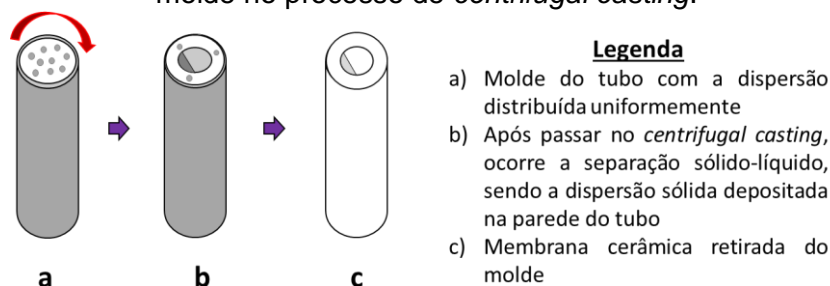 molde no processo do centrifugal casting.
Legenda
a) Molde do tubo com a dispersão
distribuída uniformemente
b) Após passar no centrifugal casting,
ocorre a separação sólido-líquido,
sendo a dispersão sólida depositada
na parede do tubo
c) Membrana cerâmica retirada do
molde
a
b
c